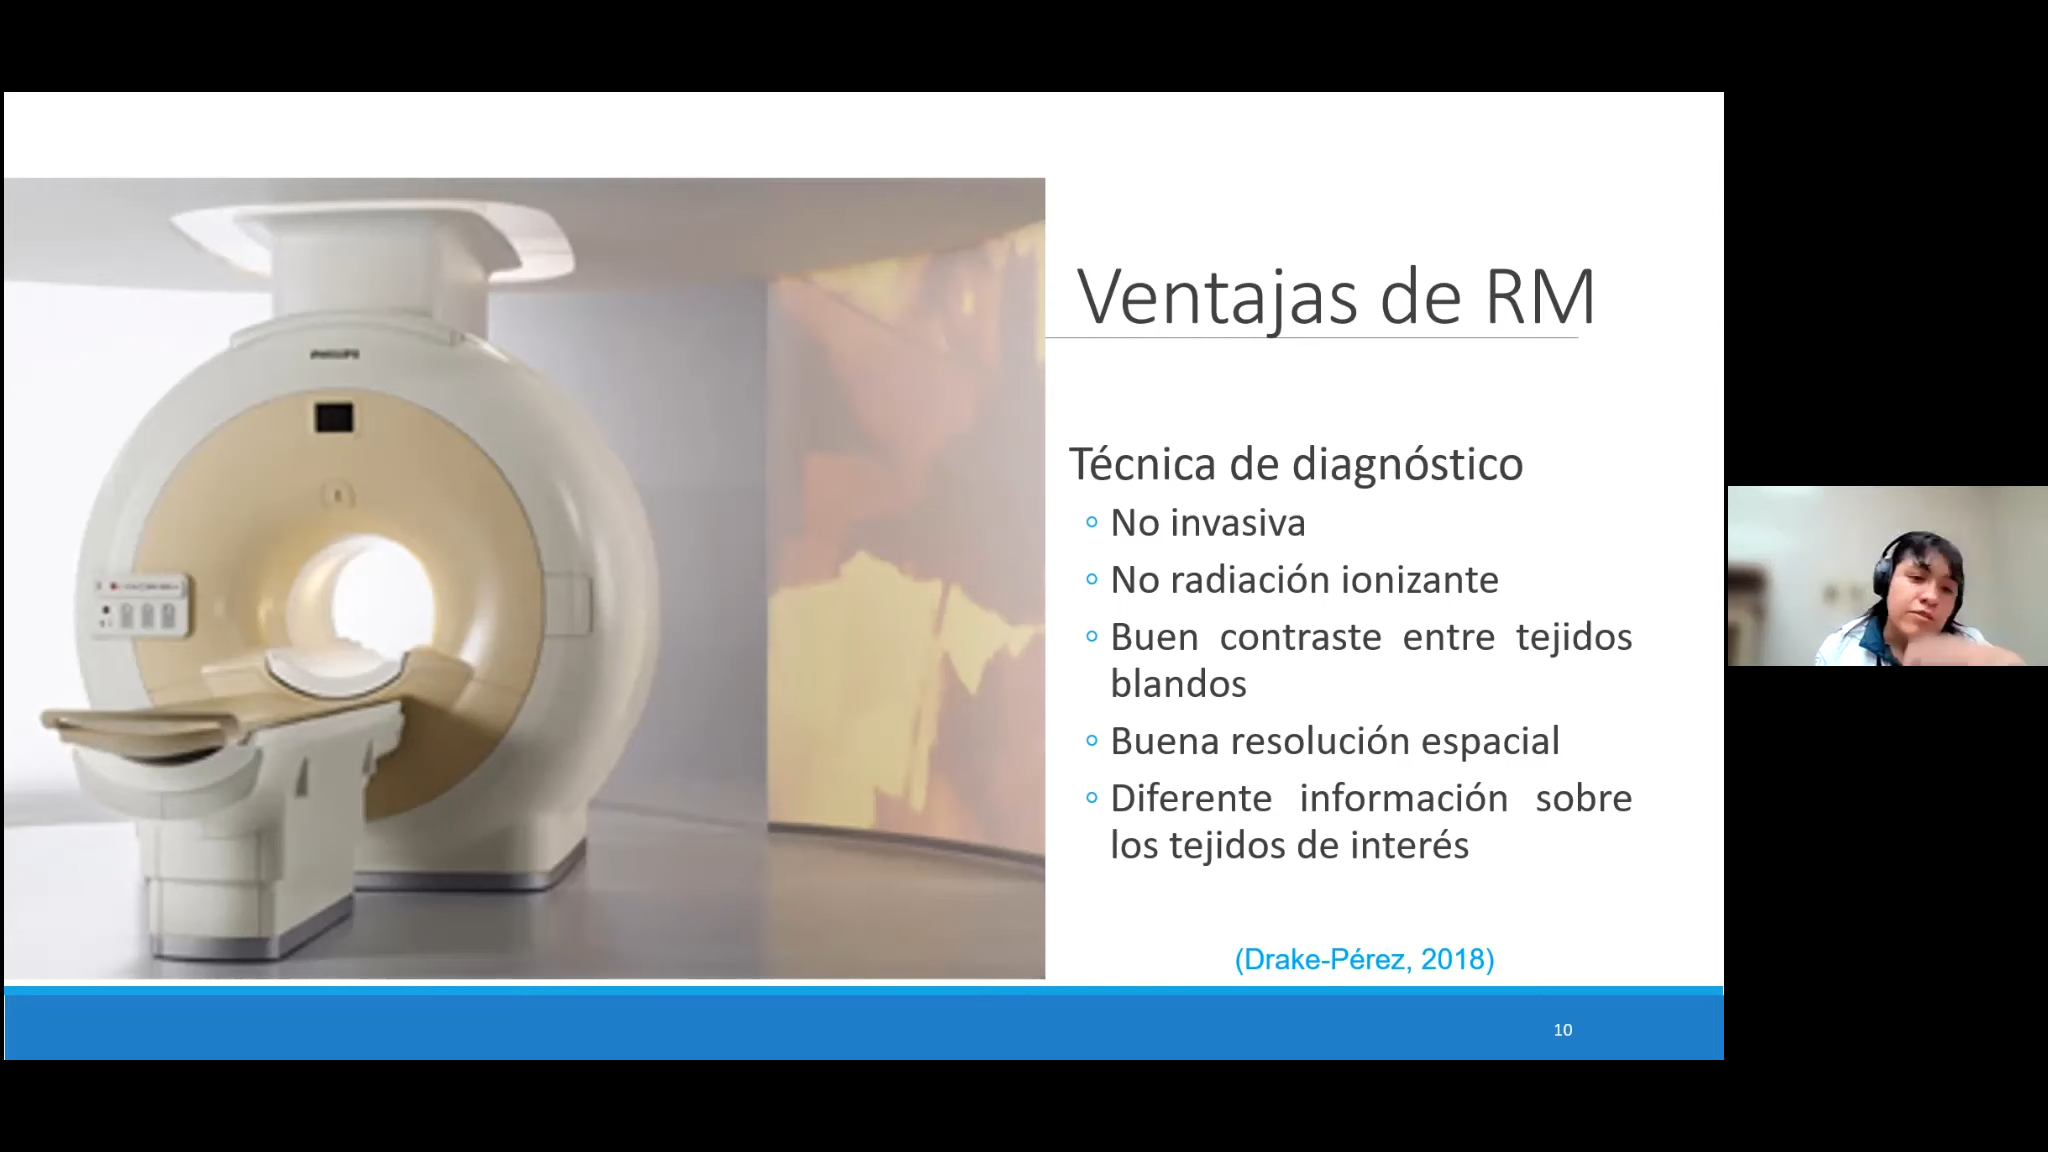 PHILIPS
Ventajas de RM
Técnica de diagnóstico
No invasiva
No radiación ionizante
Buen contraste entre tejidos
blandos
Buena resolución espacial
Diferente información sobre
los tejidos de interés
(Drake-Pérez, 2018)
10